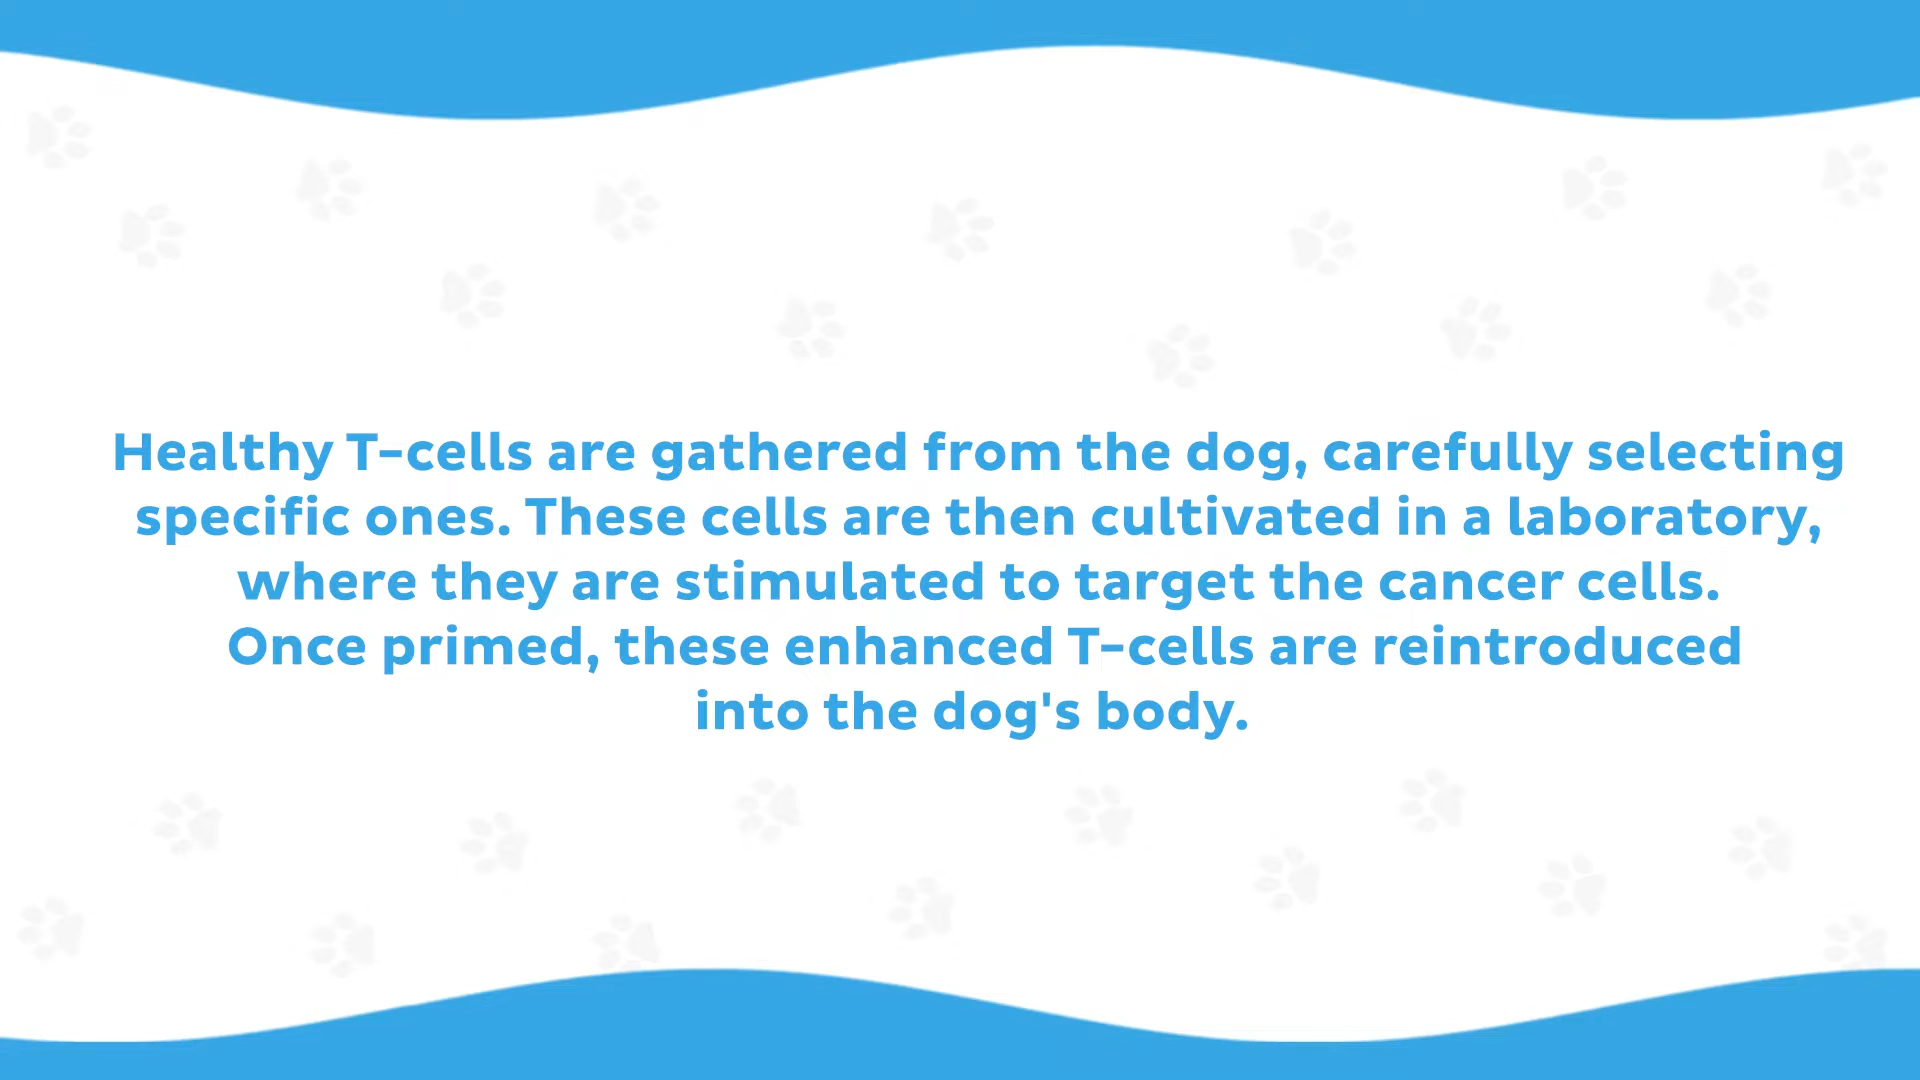 Healthy T-cells are gathered from the dog, carefully selecting
specific ones. These cells are then cultivated in a laboratory,
where they are stimulated to target the cancer cells.
Once primed, these enhanced T-cells are reintroduced
into the dog's body.